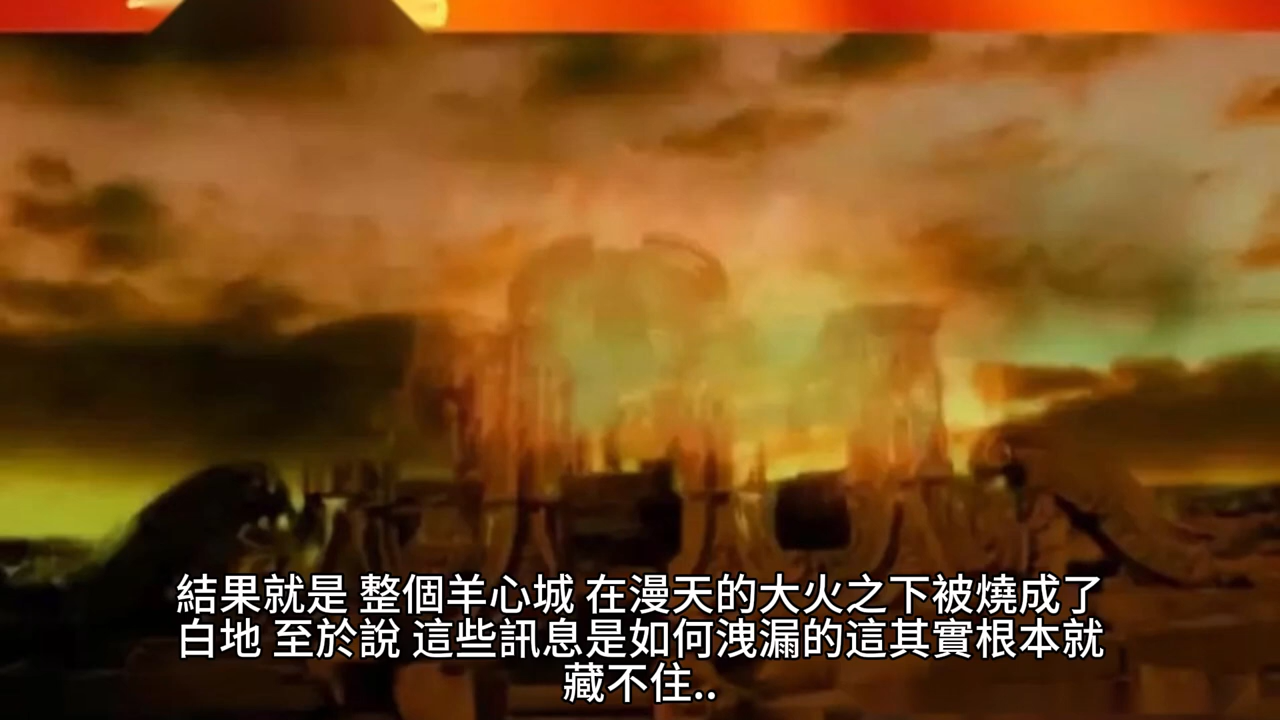 結果就是 整個羊心城 在漫天的大火之下被燒成了
白地 至於說 這些訊息是如何洩漏的這其實根本就
藏不住..